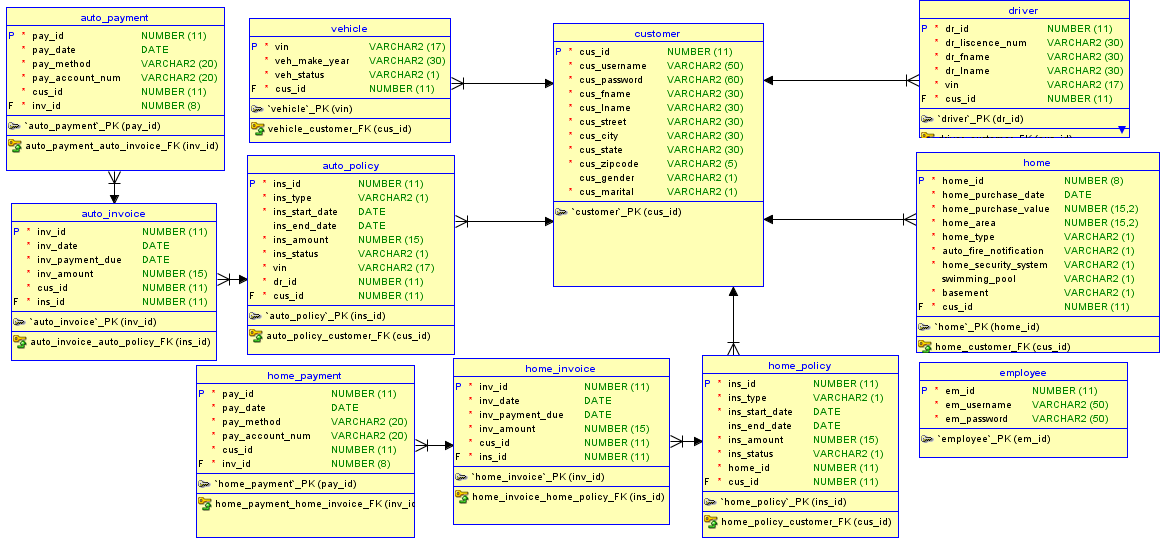 auto_payment
P * pay_id NUMBER (11)
* pay_date DATE
* pay_method VARCHAR2 (20)
* pay_account_num VARCHAR2 (20)
* cus_id NUMBER (11)
F * inv_id NUMBER (8)
`auto_payment`_PK (pay_id)
auto_payment_auto_invoice_FK (inv_id)
vehicle
P * vin VARCHAR2 (17)
* veh_make_year VARCHAR2 (30)
* veh_status VARCHAR2 (1)
F * cus_id NUMBER (11)
`vehicle`_PK (vin)
vehicle_customer_FK (cus_id)
customer
P * cus_id NUMBER (11)
* cus_username VARCHAR2 (50)
* cus_password VARCHAR2 (60)
* cus_fname VARCHAR2 (30)
* cus_lname VARCHAR2 (30)
* cus_street VARCHAR2 (30)
* cus_city VARCHAR2 (30)
* cus_state VARCHAR2 (30)
* cus_zipcode VARCHAR2 (5)
cus_gender VARCHAR2 (1)
* cus_marital VARCHAR2 (1)
`customer`_PK (cus_id)
driver
P * dr_id NUMBER (11)
* dr_liscence_num VARCHAR2 (30)
* dr_fname VARCHAR2 (30)
* dr_lname VARCHAR2 (30)
* vin VARCHAR2 (17)
F * cus_id NUMBER (11)
`driver`_PK (dr_id)
auto_policy
P * ins_id NUMBER (11)
* ins_type VARCHAR2 (1)
* ins_start_date DATE
ins_end_date DATE
* ins_amount NUMBER (15)
* ins_status VARCHAR2 (1)
* vin VARCHAR2 (17)
* dr_id NUMBER (11)
F * cus_id NUMBER (11)
`auto_policy`_PK (ins_id)
auto_policy_customer_FK (cus_id)
home
P * home_id NUMBER (8)
* home_purchase_date DATE
* home_purchase_value NUMBER (15,2)
* home_area NUMBER (15,2)
* home_type VARCHAR2 (1)
* auto_fire_notification VARCHAR2 (1)
* home_security_system VARCHAR2 (1)
swimming_pool VARCHAR2 (1)
* basement VARCHAR2 (1)
F * cus_id NUMBER (11)
`home`_PK (home_id)
home_customer_FK (cus_id)
auto_invoice
P * inv_id NUMBER (11)
* inv_date DATE
* inv_payment_due DATE
* inv_amount NUMBER (15)
* cus_id NUMBER (11)
F * ins_id NUMBER (11)
`auto_invoice`_PK (inv_id)
auto_invoice_auto_policy_FK (ins_id)
home_payment
P * pay_id NUMBER (11)
* pay_date DATE
* pay_method VARCHAR2 (20)
* pay_account_num VARCHAR2 (20)
* cus_id NUMBER (11)
F * inv_id NUMBER (8)
`home_payment`_PK (pay_id)
home_payment_home_invoice_FK (inv_ic
home_invoice
P * inv_id NUMBER (11)
* inv_date DATE
* inv_payment_due DATE
* inv_amount NUMBER (15)
* cus_id NUMBER (11)
F * ins_id NUMBER (11)
`home_invoice`_PK (inv_id)
home_invoice_home_policy_FK (ins_id)
home_policy
P * ins_id NUMBER (11)
* ins_type VARCHAR2 (1)
* ins_start_date DATE
ins_end_date DATE
* ins_amount NUMBER (15)
* ins_status VARCHAR2 (1)
* home_id NUMBER (11)
F * cus_id NUMBER (11)
`home_policy`_PK (ins_id)
home_policy_customer_FK (cus_id)
employee
P * em_id NUMBER (11)
* em_username VARCHAR2 (50)
* em_password VARCHAR2 (50)
`employee`_PK (em_id)